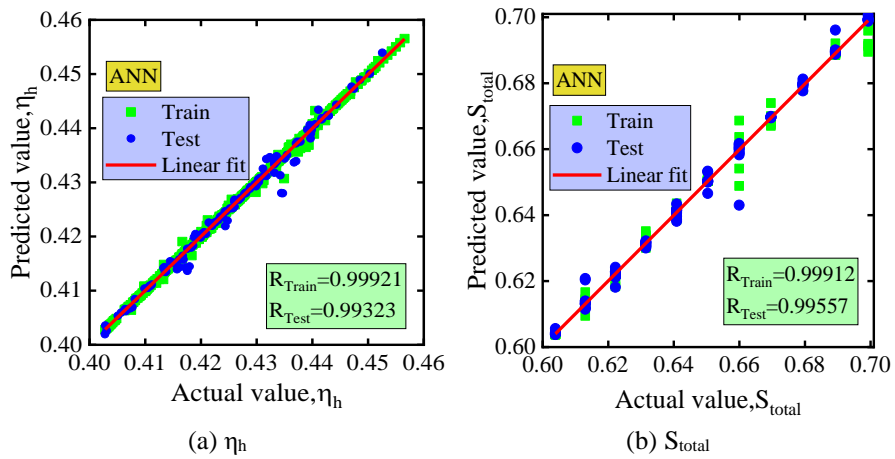 0.46
0.45
0.44
0.43
0.42
0.41
0.40
Predicted value,ηh
ANN
Train
Test
Linear fit
RTrain=0.99921
RTest=0.99323
0.40 0.41 0.42 0.43 0.44 0.45 0.46
Actual value,ηh
(a) ηh
0.70
0.68
0.66
0.64
0.62
0.60
Predicted value,Stotal
ANN
Train
Test
Linear fit
RTrain=0.99912
RTest=0.99557
0.60 0.62 0.64 0.66 0.68 0.70
Actual value,Stotal
(b) Stotal